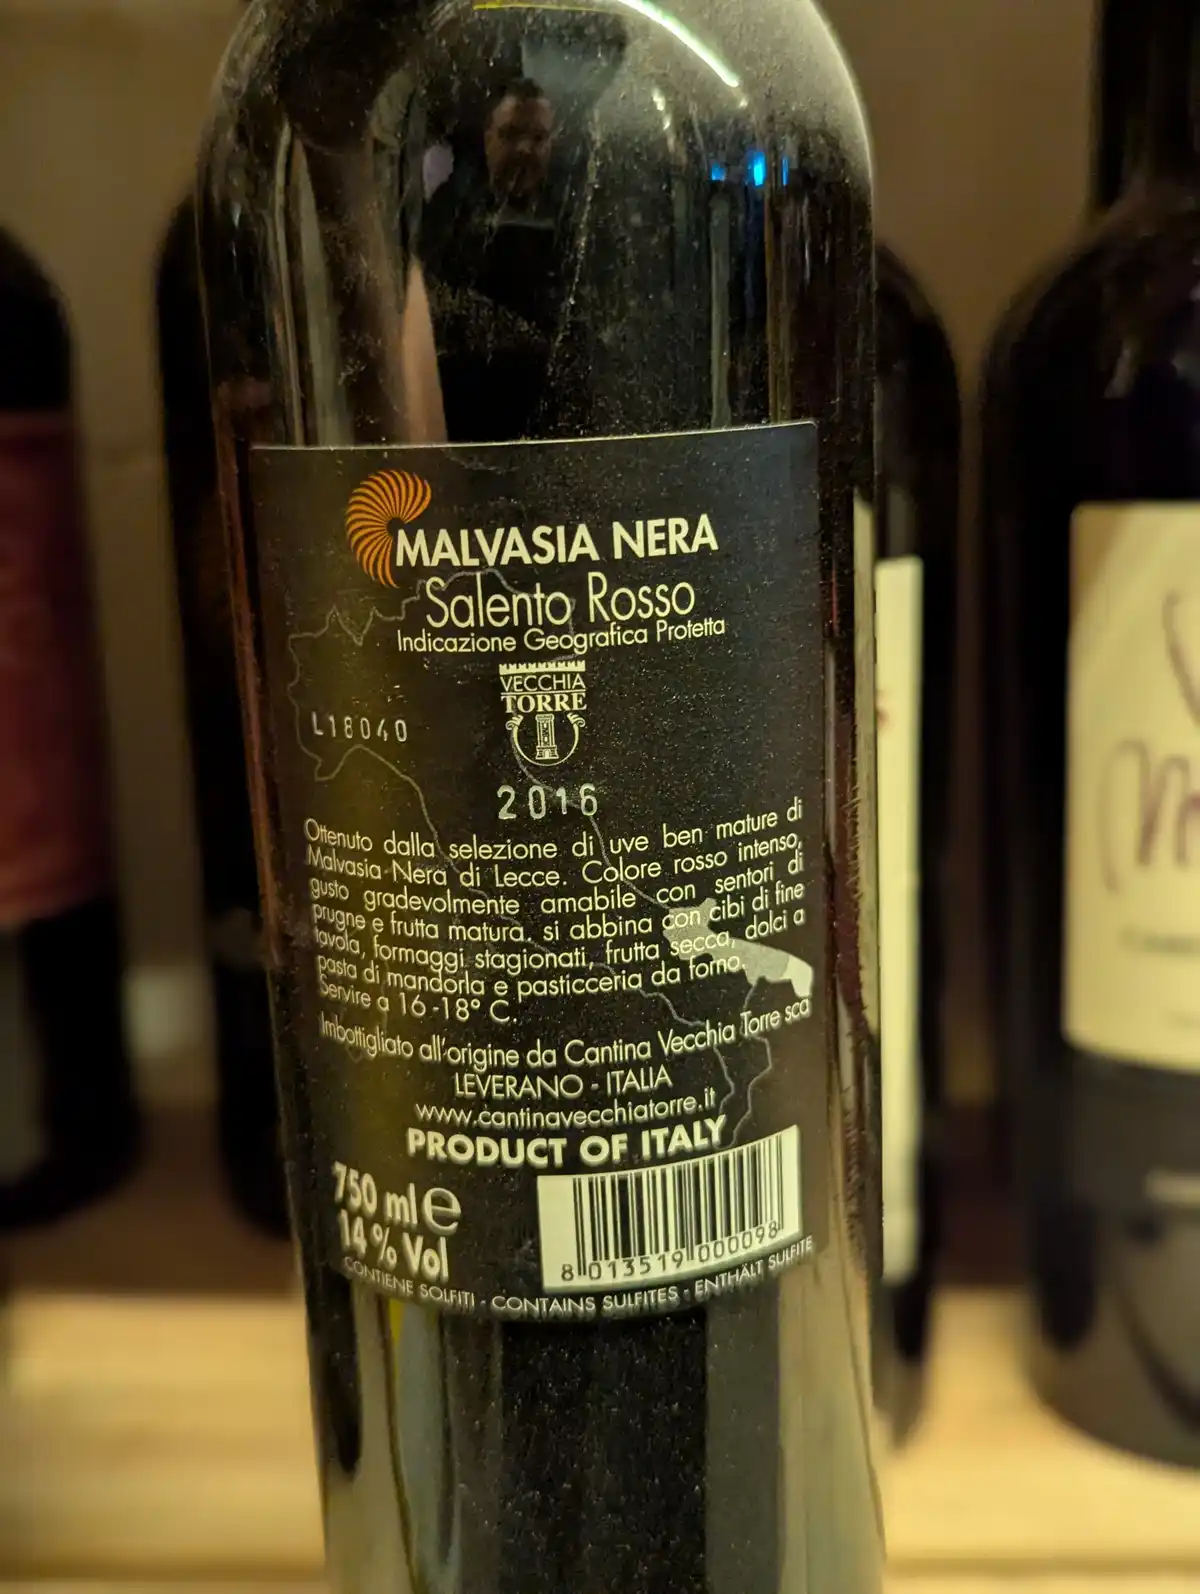 MALVASIA NERA
Salento Rosso
Indicazione Geografica Protetta
VECCHIA
TORRE
L18040
2016
Ottenuto dalla selezione di uve ben mature di
Malvasia Nera di Lecce. Colore rosso intenso,
gusto gradevolmente amabile con sentori di
prugne e frutta matura. si abbina con cibi di fine
tavola, formaggi stagionati, frutta secca, dolci a
pasta di mandorla e pasticceria da forno.
Servire a 16-18° C.
Imbottigliato all'origine da Cantina Vecchia Torre sca
LEVERANO - ITALIA
www.cantinavecchiatorre.it
PRODUCT OF ITALY
750 ml e
14 % Vol
8 013519 000098
CONTIENE SOLFITI - CONTAINS SULFITES - ENTHÄLT SULFITE